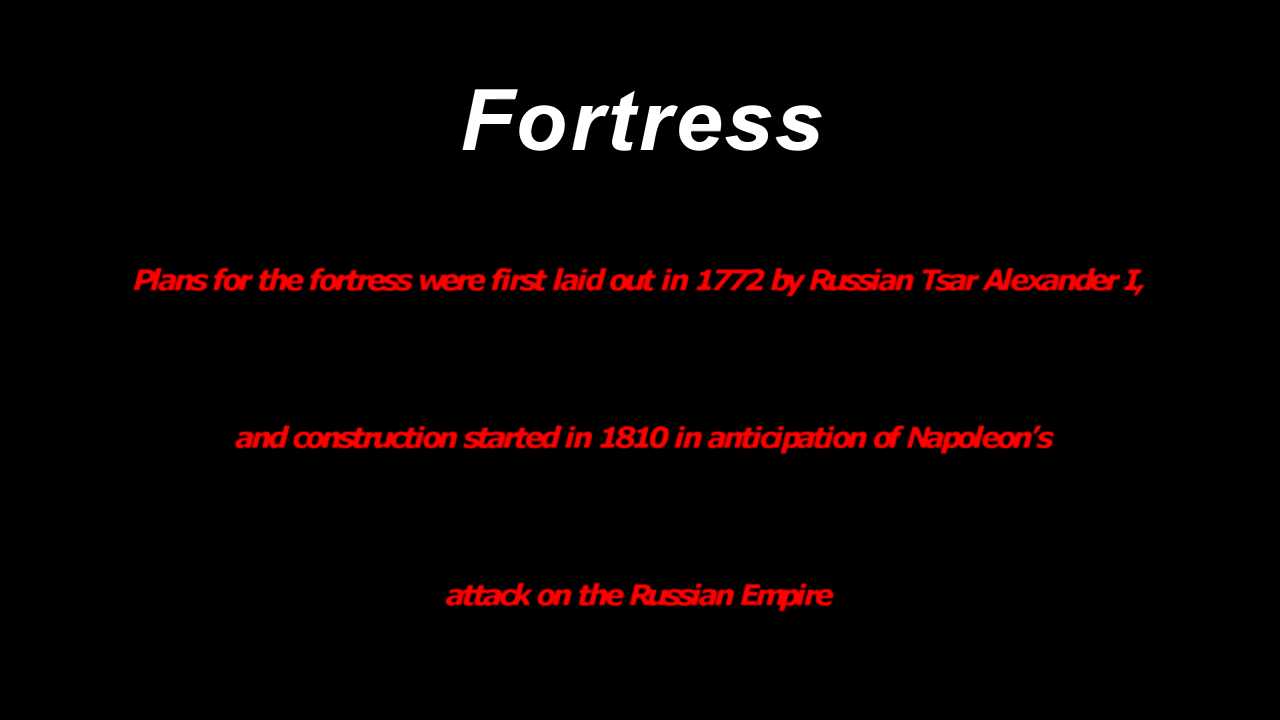 Fortress
Plans for the fortress were first laid out in 1772 by Russian Tsar Alexander I,
and construction started in 1810 in anticipation of Napoleon’s
attack on the Russian Empire